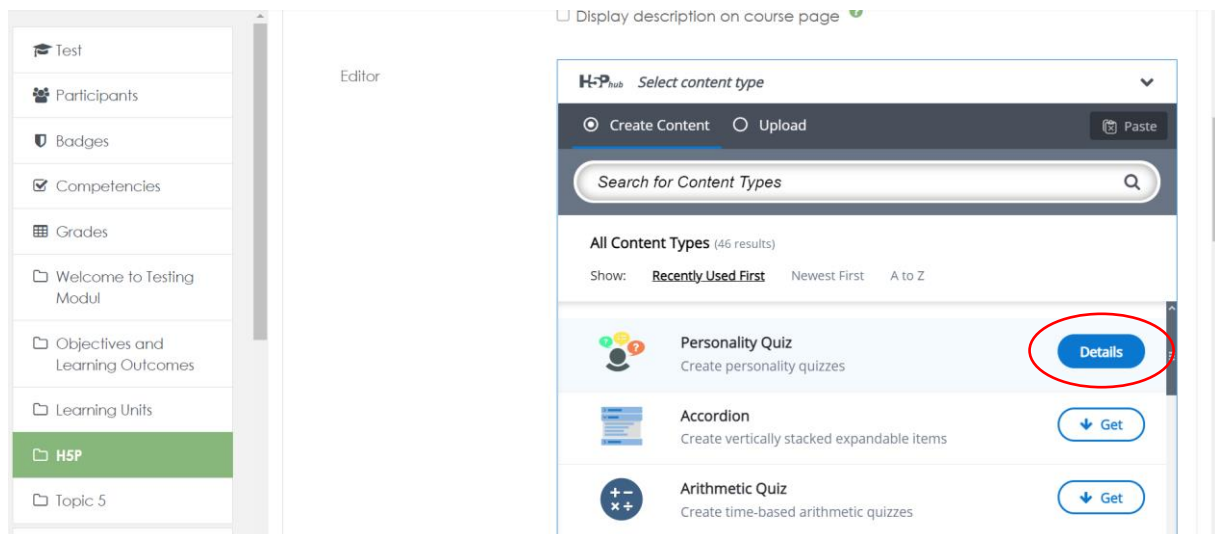 Display description on course page
Test
Participants
Badges
Competencies
Grades
Welcome to Testing
Modul
Objectives and
Learning Outcomes
Learning Units
H5P
Topic 5
Editor
H5Phub Select content type
Create Content Upload Paste
Search for Content Types
All Content Types (46 results)
Show: Recently Used First Newest First A to Z
Personality Quiz
Create personality quizzes
Details
Accordion
Create vertically stacked expandable items
Get
Arithmetic Quiz
Create time-based arithmetic quizzes
Get